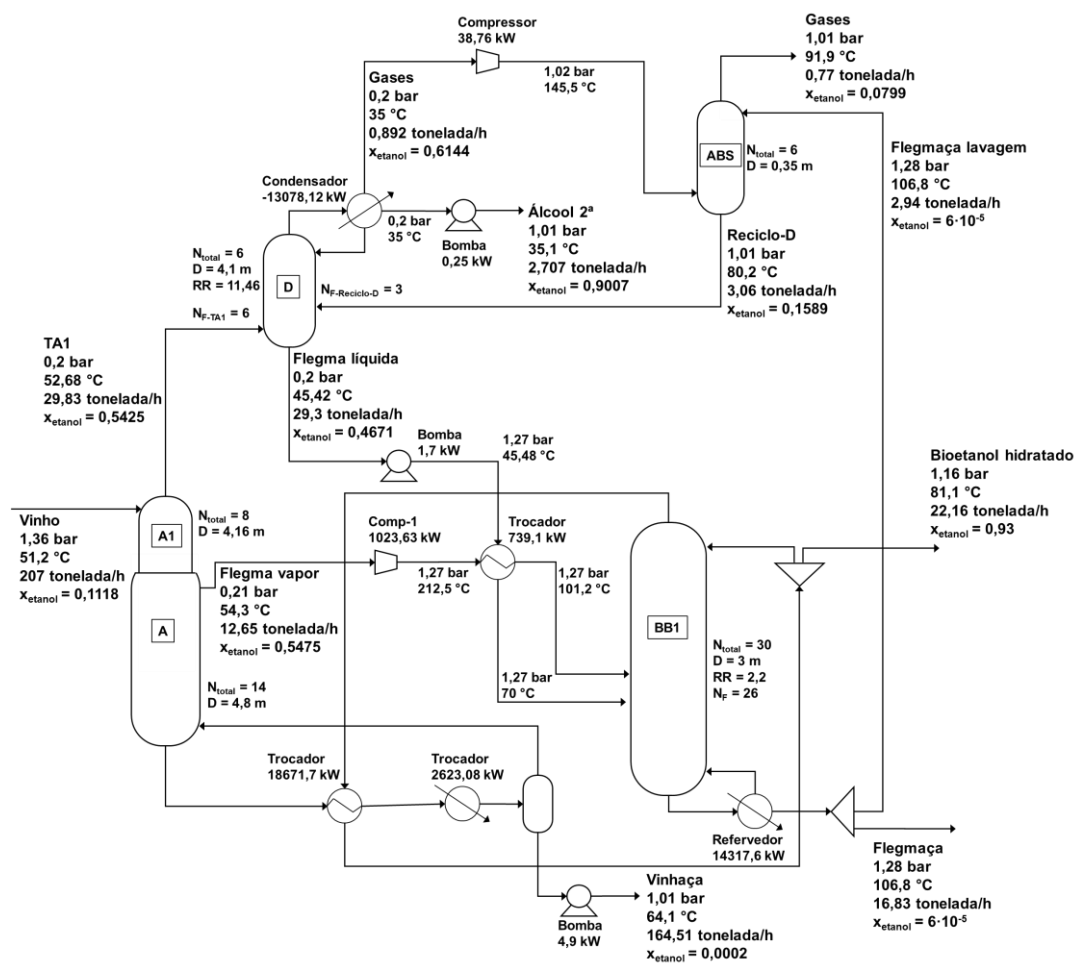 Compressor
38,76 kW
Gases
0,2 bar
35 °C
0,892 tonelada/h
xetanol = 0,6144
1,02 bar
145,5 °C
Gases
1,01 bar
91,9 °C
0,77 tonelada/h
xetanol = 0,0799
ABS
Ntotal = 6
D = 0,35 m
Flegmaça lavagem
1,28 bar
106,8 °C
2,94 tonelada/h
xetanol = 6·10-5
Condensador
-13078,12 kW
0,2 bar
35 °C
Bomba
0,25 kW
Álcool 2ª
1,01 bar
35,1 °C
2,707 tonelada/h
xetanol = 0,9007
Reciclo-D
1,01 bar
80,2 °C
3,06 tonelada/h
xetanol = 0,1589
Ntotal = 6
D = 4,1 m
RR = 11,46
D
NF-Reciclo-D = 3
NF-TA1 = 6
TA1
0,2 bar
52,68 °C
29,83 tonelada/h
xetanol = 0,5425
Flegma líquida
0,2 bar
45,42 °C
29,3 tonelada/h
xetanol = 0,4671
Bomba
1,7 kW
1,27 bar
45,48 °C
Bioetanol hidratado
1,16 bar
81,1 °C
22,16 tonelada/h
xetanol = 0,93
Vinho
1,36 bar
51,2 °C
207 tonelada/h
xetanol = 0,1118
A1
Ntotal = 8
D = 4,16 m
Comp-1
1023,63 kW
Trocador
739,1 kW
Flegma vapor
0,21 bar
54,3 °C
12,65 tonelada/h
xetanol = 0,5475
1,27 bar
212,5 °C
1,27 bar
101,2 °C
A
BB1
Ntotal = 30
D = 3 m
RR = 2,2
NF = 26
Ntotal = 14
D = 4,8 m
1,27 bar
70 °C
Trocador
18671,7 kW
Trocador
2623,08 kW
Refervedor
14317,6 kW
Flegmaça
1,28 bar
106,8 °C
16,83 tonelada/h
xetanol = 6·10-5
Bomba
4,9 kW
Vinhaça
1,01 bar
64,1 °C
164,51 tonelada/h
xetanol = 0,0002